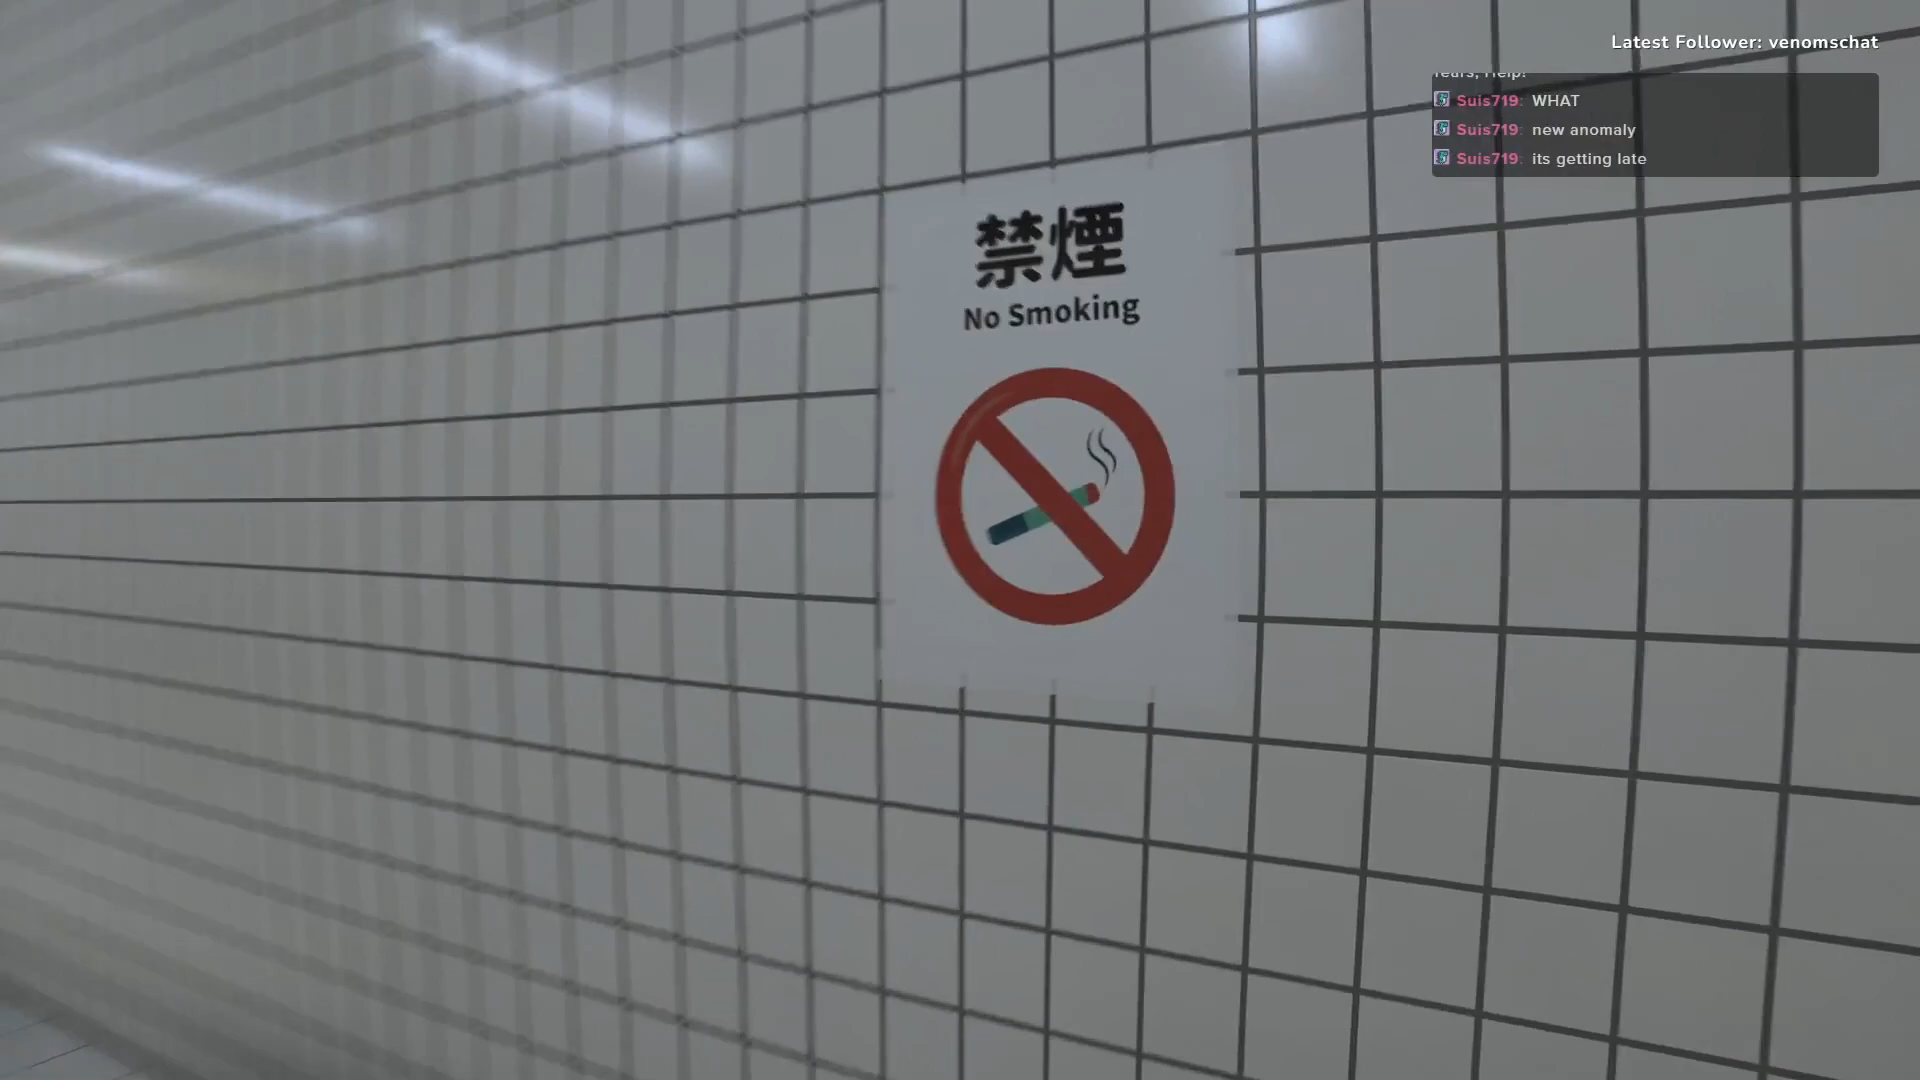 Latest Follower: venomschat
Suis719: WHAT
Suis719: new anomaly
Suis719: its getting late
禁煙
No Smoking